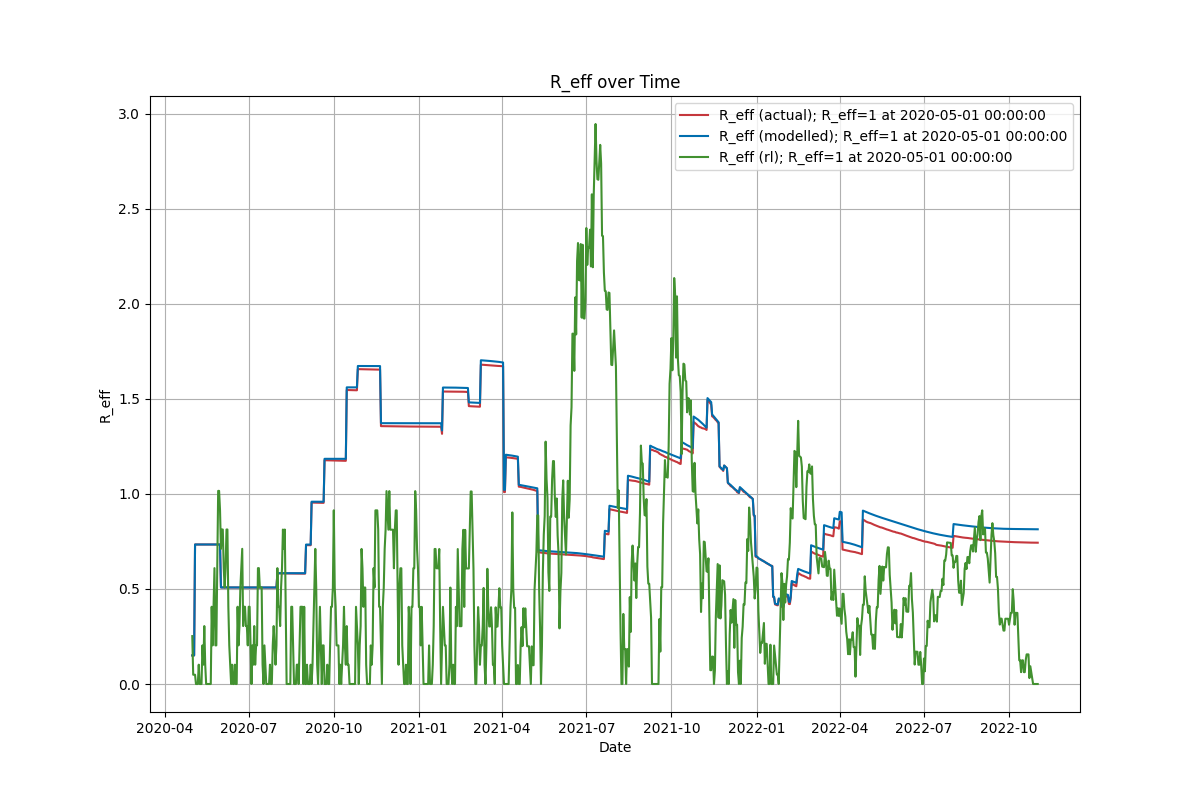 R_eff over Time
R_eff (actual); R_eff=1 at 2020-05-01 00:00:00
R_eff (modelled); R_eff=1 at 2020-05-01 00:00:00
R_eff (rl); R_eff=1 at 2020-05-01 00:00:00
3.0
2.5
2.0
1.5
1.0
0.5
0.0
R_eff
2020-04 2020-07 2020-10 2021-01 2021-04 2021-07 2021-10 2022-01 2022-04 2022-07 2022-10
Date